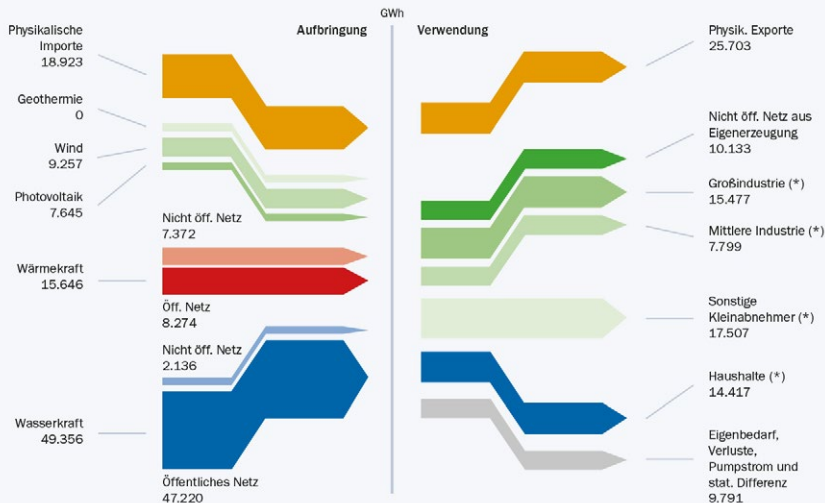 GWh
Aufbringung
Verwendung
Physikalische
Importe
18.923
Geothermie
0
Wind
9.257
Photovoltaik
7.645
Nicht öff. Netz
7.372
Wärmekraft
15.646
Öff. Netz
8.274
Nicht öff. Netz
2.136
Wasserkraft
49.356
Öffentliches Netz
47.220
Physik. Exporte
25.703
Nicht öff. Netz aus
Eigenerzeugung
10.133
Großindustrie (*)
15.477
Mittlere Industrie (*)
7.799
Sonstige
Kleinabnehmer (*)
17.507
Haushalte (*)
14.417
Eigenbedarf,
Verluste,
Pumpstrom und
stat. Differenz
9.791